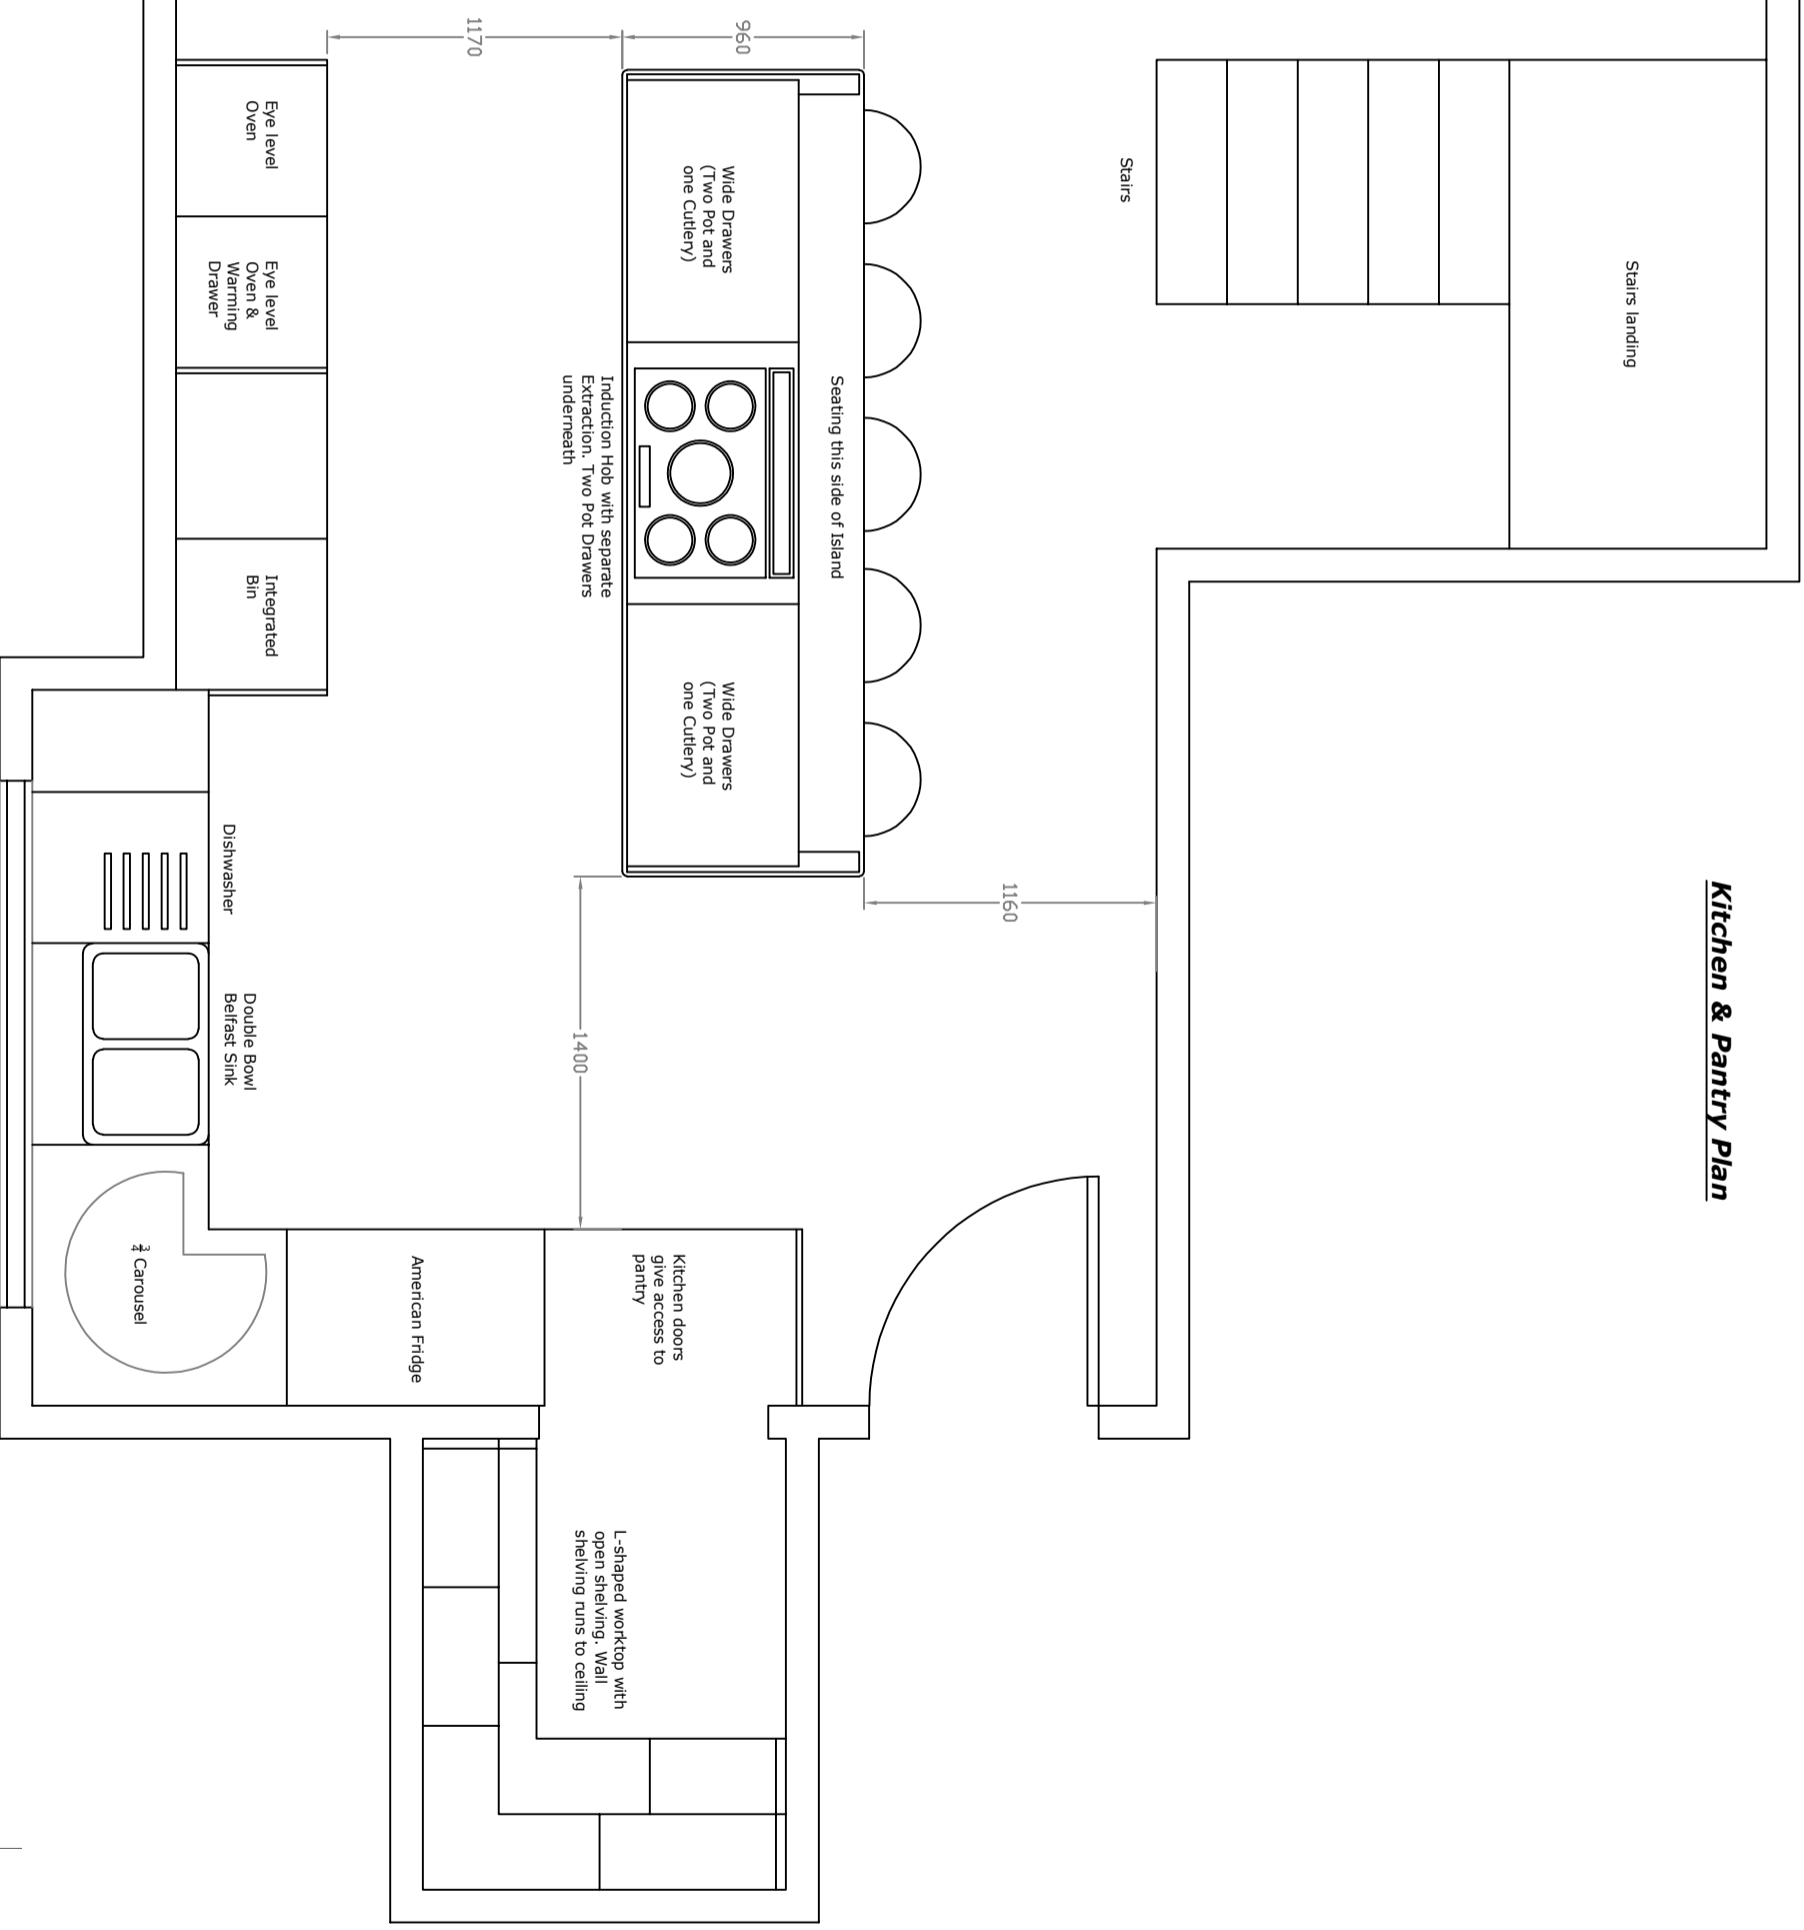 Kitchen & Pantry Plan
Stairs landing
Stairs
1160
Seating this side of Island
960
Wide Drawers
(Two Pot and
one Cutlery)
Wide Drawers
(Two Pot and
one Cutlery)
Induction Hob with separate
Extraction. Two Pot Drawers
underneath
1170
1400
Kitchen doors
give access to
pantry
L-shaped worktop with
open shelving. Wall
shelving runs to ceiling
American Fridge
Eye level
Oven
Eye level
Oven &
Warming
Drawer
Integrated
Bin
Dishwasher
Double Bowl
Belfast Sink
¾ Carousel